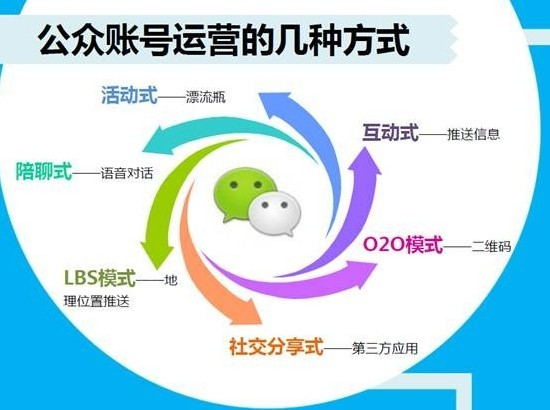 公众账号运营的几种方式
活动式——漂流瓶
互动式——推送信息
陪聊式——语音对话
O2O模式——二维码
LBS模式——地
理位置推送
社交分享式——第三方应用